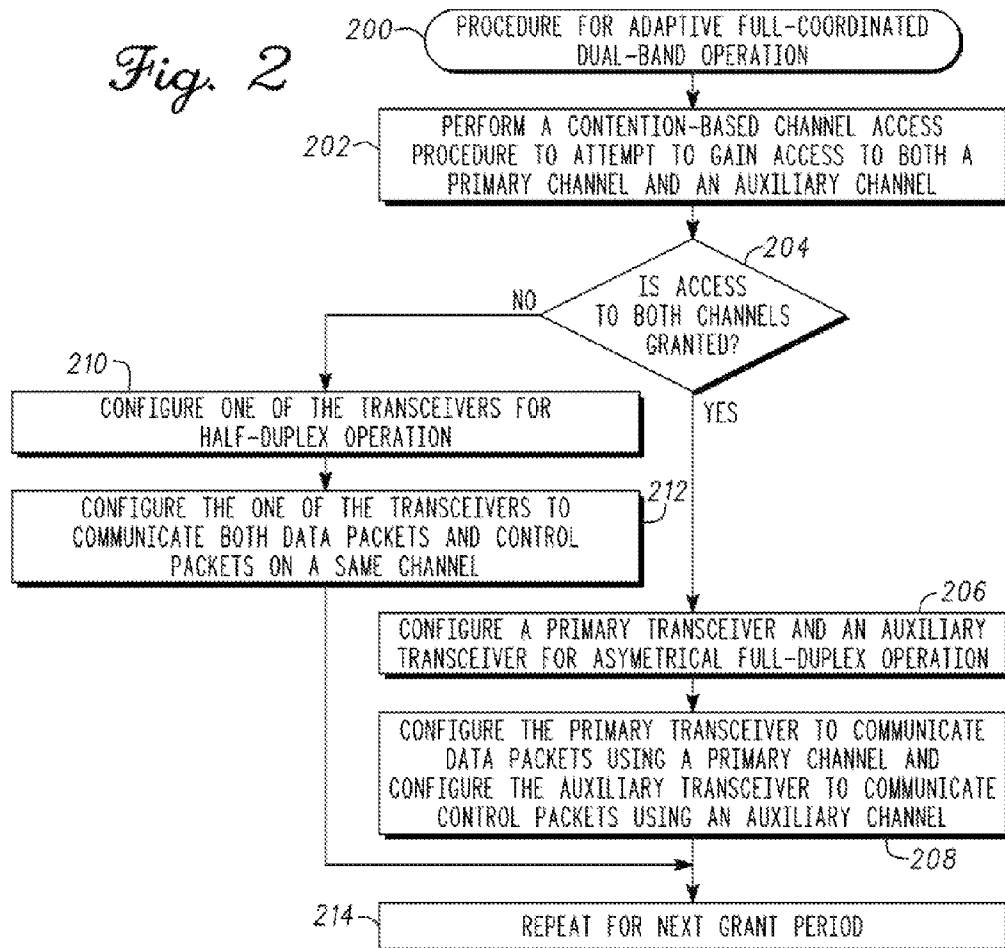 Fig. 2
200
PROCEDURE FOR ADAPTIVE FULL-COORDINATED
DUAL-BAND OPERATION
202
PERFORM A CONTENTION-BASED CHANNEL ACCESS
PROCEDURE TO ATTEMPT TO GAIN ACCESS TO BOTH A
PRIMARY CHANNEL AND AN AUXILIARY CHANNEL
204
IS ACCESS
TO BOTH CHANNELS
GRANTED?
NO
YES
210
CONFIGURE ONE OF THE TRANSCEIVERS FOR
HALF-DUPLEX OPERATION
212
CONFIGURE THE ONE OF THE TRANSCEIVERS TO
COMMUNICATE BOTH DATA PACKETS AND CONTROL
PACKETS ON A SAME CHANNEL
206
CONFIGURE A PRIMARY TRANSCEIVER AND AN AUXILIARY
TRANSCEIVER FOR ASYMETRICAL FULL-DUPLEX OPERATION
CONFIGURE THE PRIMARY TRANSCEIVER TO COMMUNICATE
DATA PACKETS USING A PRIMARY CHANNEL AND
CONFIGURE THE AUXILIARY TRANSCEIVER TO COMMUNICATE
CONTROL PACKETS USING AN AUXILIARY CHANNEL
208
214
REPEAT FOR NEXT GRANT PERIOD